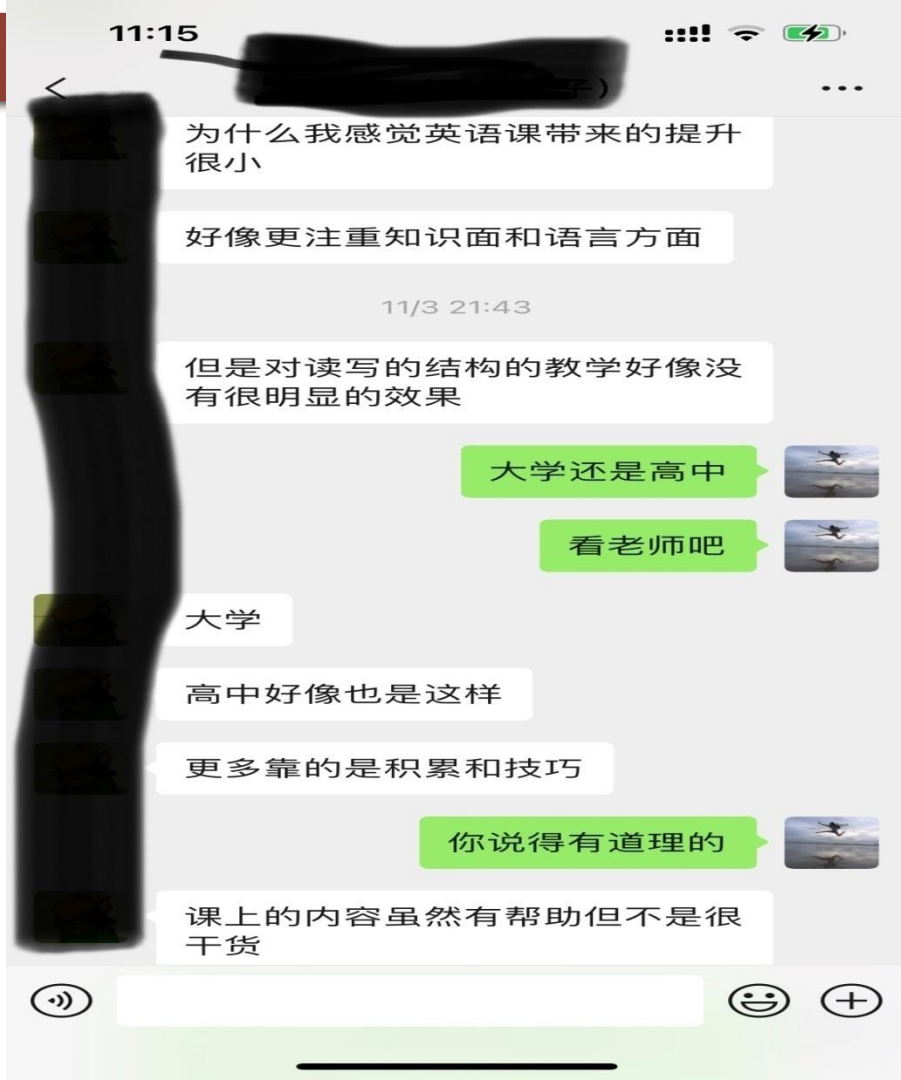 11:15
子）
为什么我感觉英语课带来的提升
很小
好像更注重知识面和语言方面
11/3 21:43
但是对读写的结构的教学好像没
有很明显的效果
大学还是高中
看老师吧
大学
高中好像也是这样
更多靠的是积累和技巧
你说得有道理的
课上的内容虽然有帮助但不是很
干货